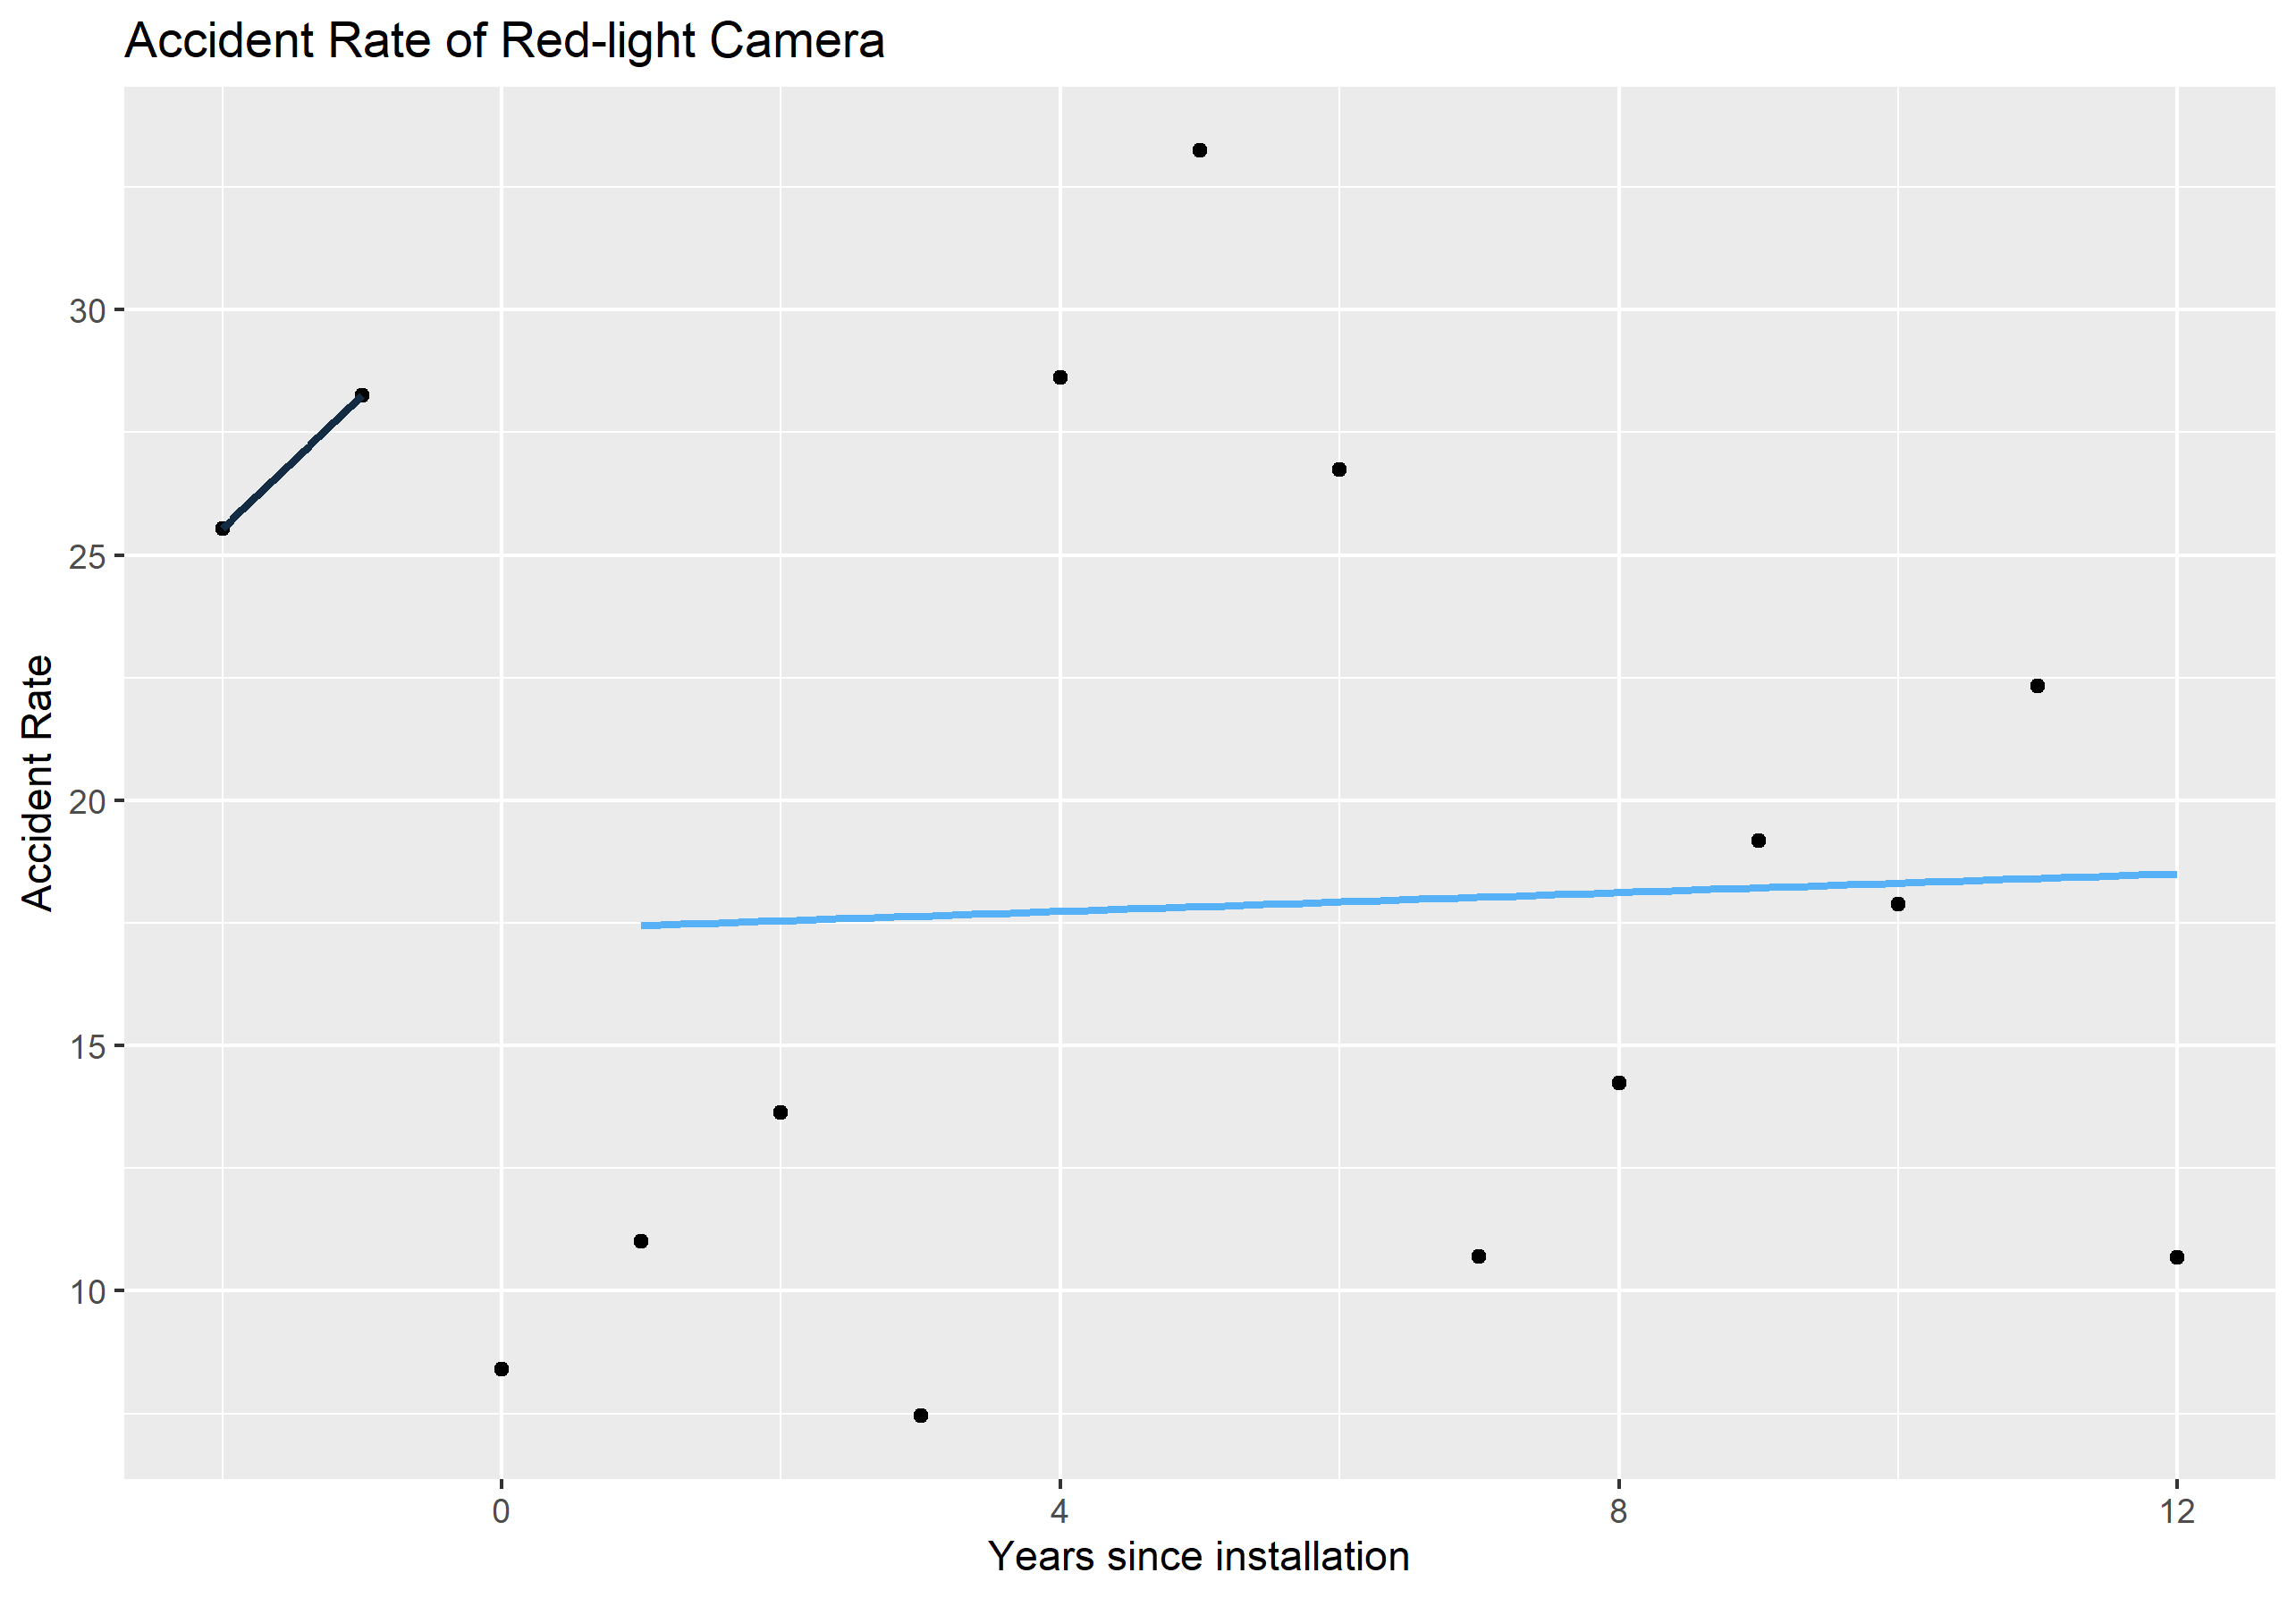 Accident Rate of Red-light Camera
30
25
20
15
10
Accident Rate
0 4 8 12
Years since installation